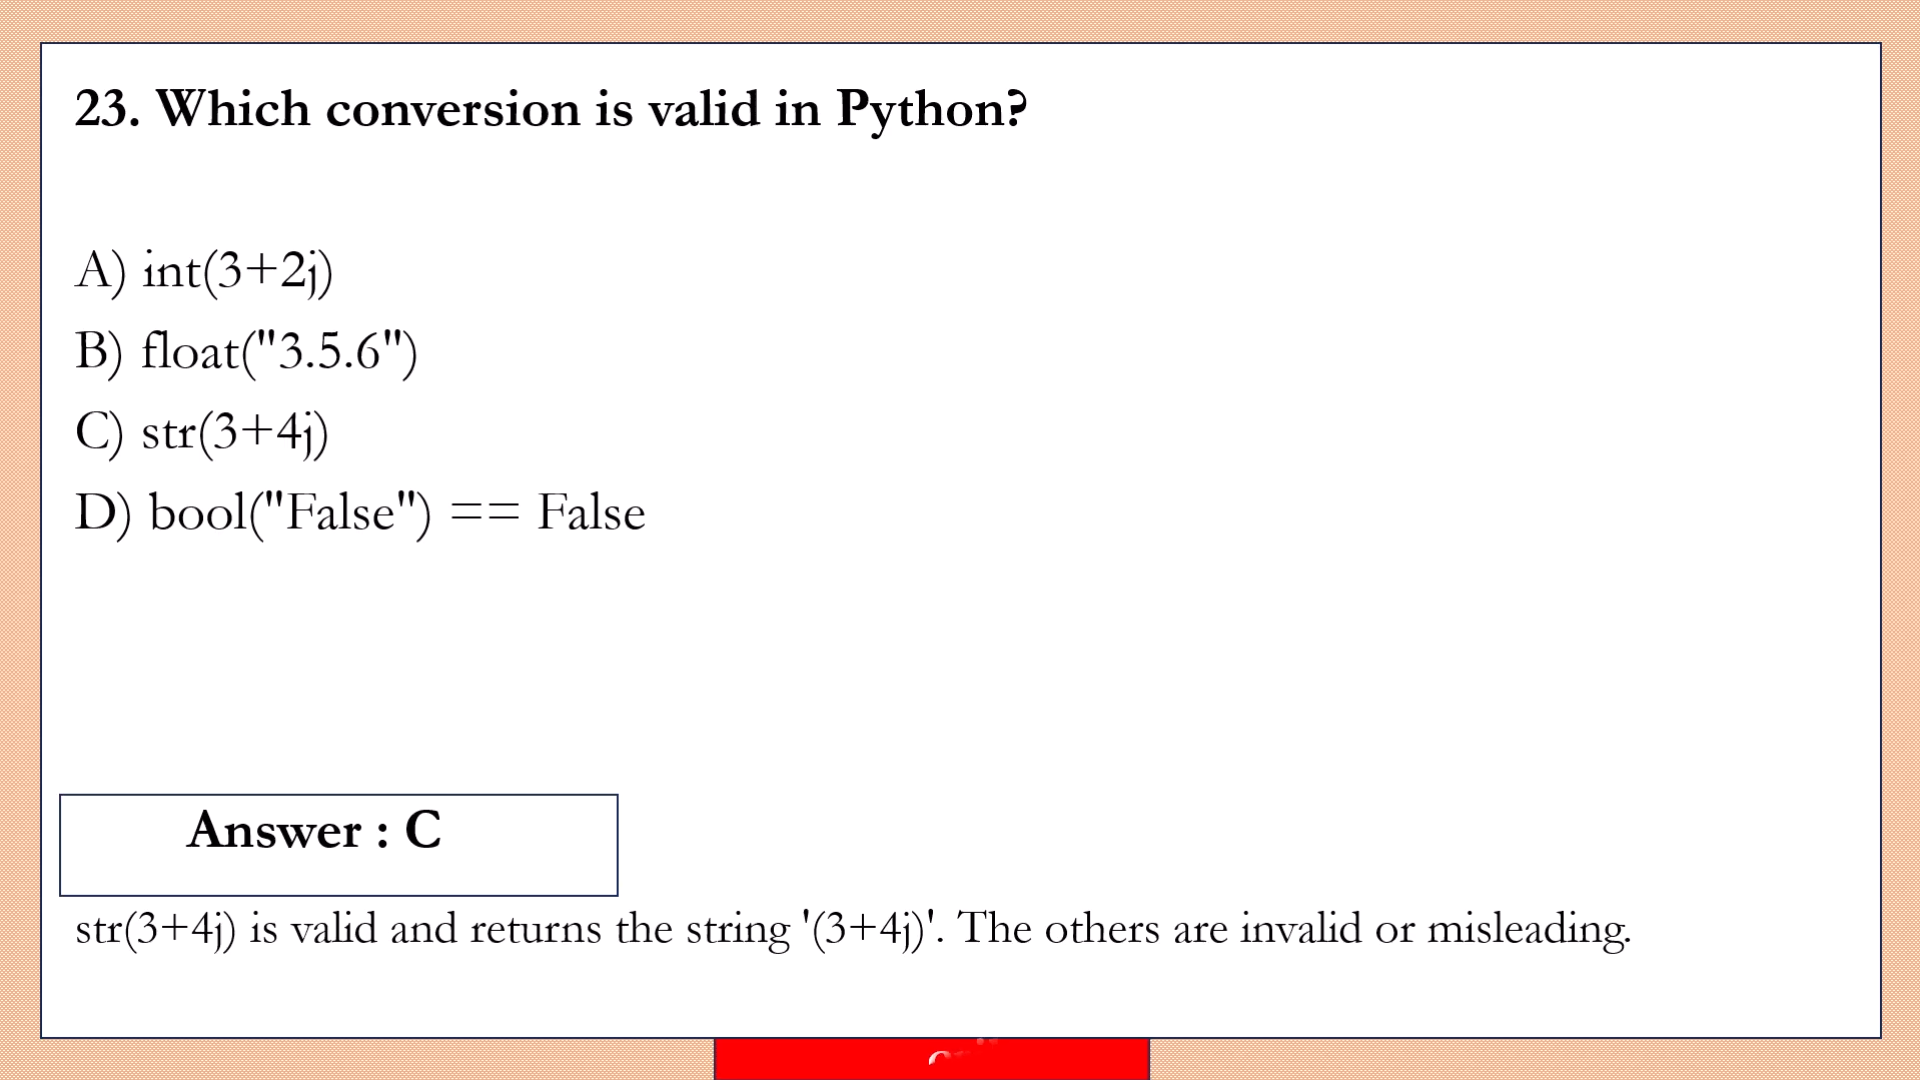 23. Which conversion is valid in Python?
A) int(3+2j)
B) float("3.5.6")
C) str(3+4j)
D) bool("False") == False
Answer : C
str(3+4j) is valid and returns the string '(3+4j)'. The others are invalid or misleading.